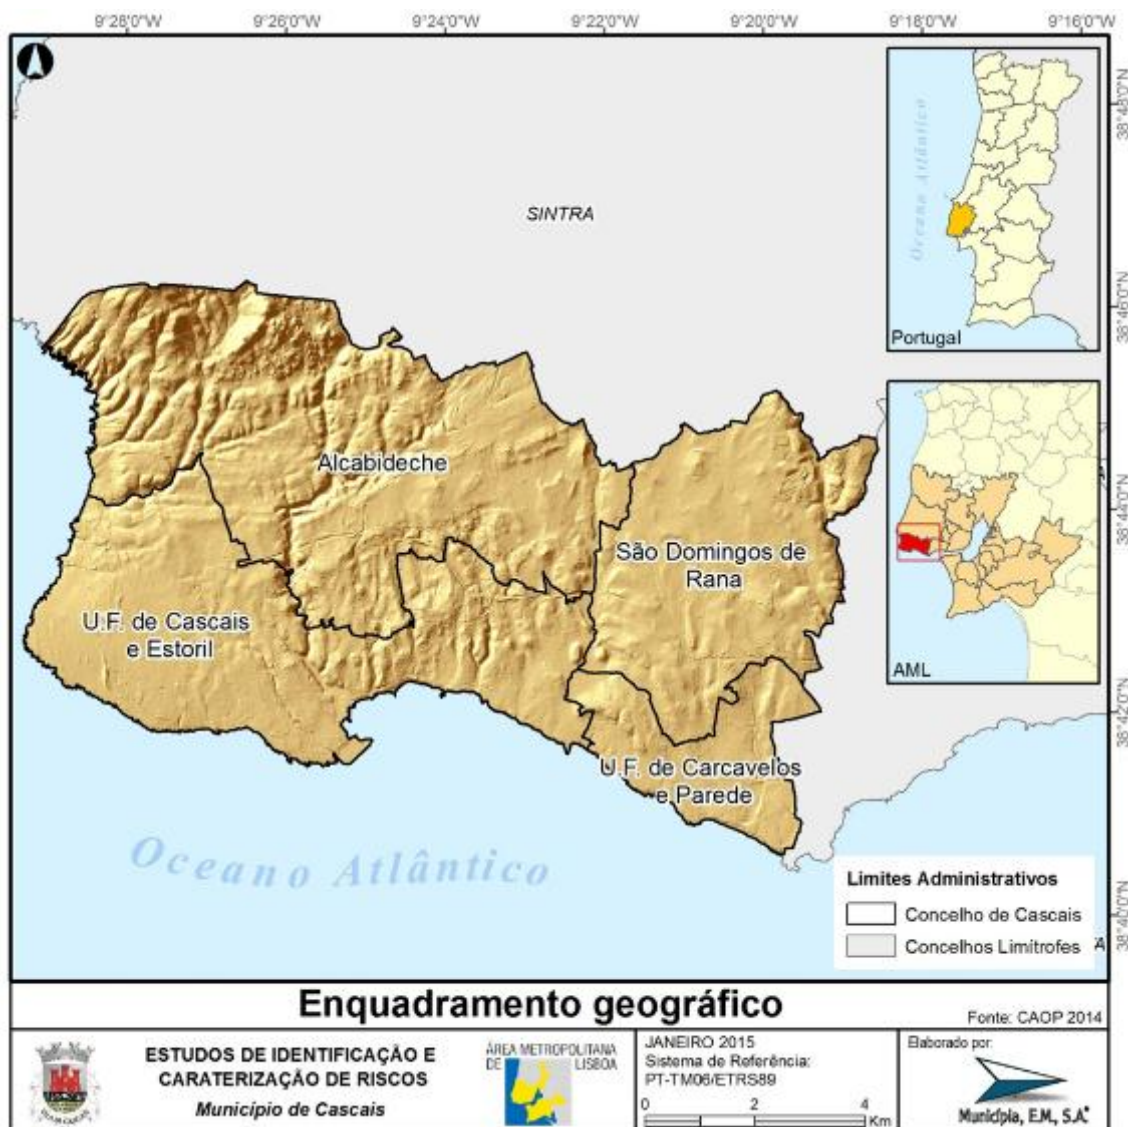 9°28'0"W
9°26'0"W
9°24'0"W
9°22'0"W
9°20'0"W
9°18'0"W
9°16'0"W
38°48'0"N
38°46'0"N
38°44'0"N
38°42'0"N
38°40'0"N
Oceano Atlântico
Portugal
SINTRA
AML
Alcabideche
São Domingos de
Rana
U.F. de Cascais
e Estoril
U.F. de Carcavelos
e Parede
Oceano Atlântico
Limites Administrativos
Concelho de Cascais
Concelhos Limítrofes
Enquadramento geográfico
Fonte: CAOP 2014
ESTUDOS DE IDENTIFICAÇÃO E
CARATERIZAÇÃO DE RISCOS
Município de Cascais
ÁREA METROPOLITANA
DE LISBOA
JANEIRO 2015
Sistema de Referência:
PT-TM06/ETRS89
0 2 4
Km
Elaborado por:
Municípia, E.M., S.A.